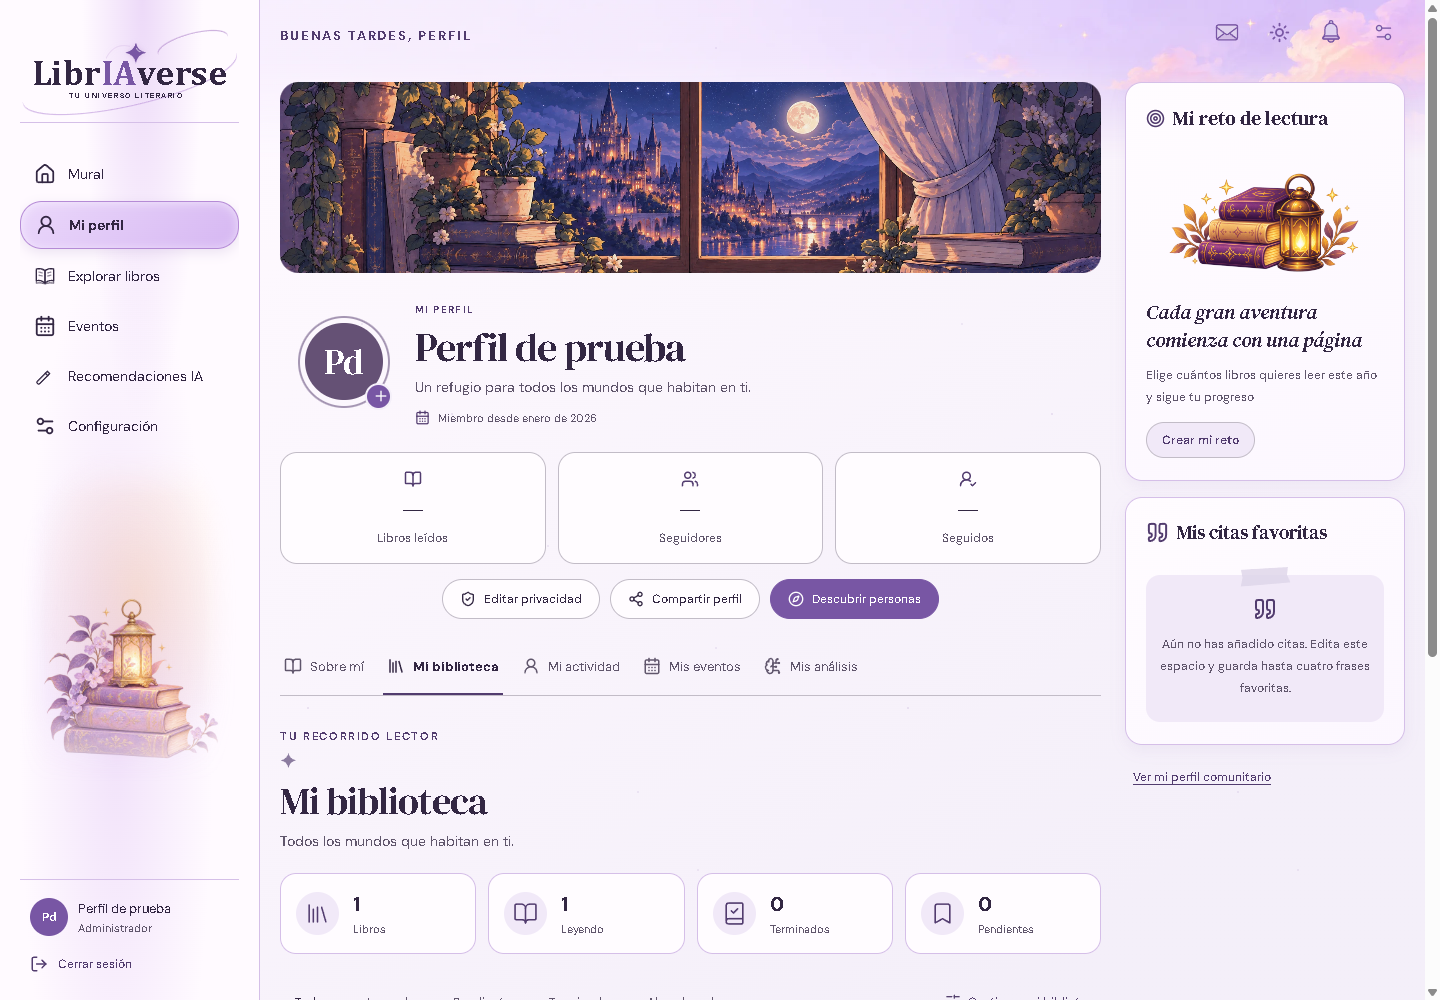 LibrIAverse
TU UNIVERSO LITERARIO
Mural
Mi perfil
Explorar libros
Eventos
Recomendaciones IA
Configuración
Pd
Perfil de prueba
Administrador
Cerrar sesión
BUENAS TARDES, PERFIL
MI PERFIL
Pd
Perfil de prueba
Un refugio para todos los mundos que habitan en ti.
Miembro desde enero de 2026
—
Libros leídos
—
Seguidores
—
Seguidos
Editar privacidad
Compartir perfil
Descubrir personas
Sobre mí
Mi biblioteca
Mi actividad
Mis eventos
Mis análisis
TU RECORRIDO LECTOR
Mi biblioteca
Todos los mundos que habitan en ti.
1
Libros
1
Leyendo
0
Terminados
0
Pendientes
Mi reto de lectura
Cada gran aventura
comienza con una página
Elige cuántos libros quieres leer este año
y sigue tu progreso
Crear mi reto
Mis citas favoritas
Aún no has añadido citas. Edita este
espacio y guarda hasta cuatro frases
favoritas.
Ver mi perfil comunitario